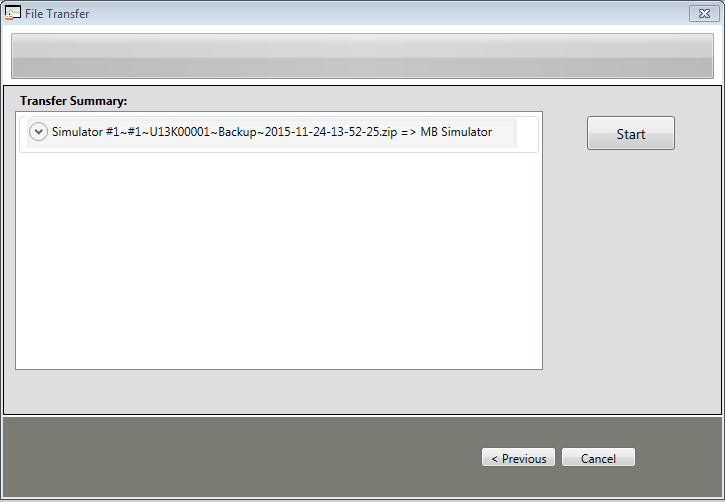 File Transfer
Transfer Summary:
Simulator #1~#1~U13K00001~Backup~2015-11-24-13-52-25.zip => MB Simulator
Start
< Previous
Cancel